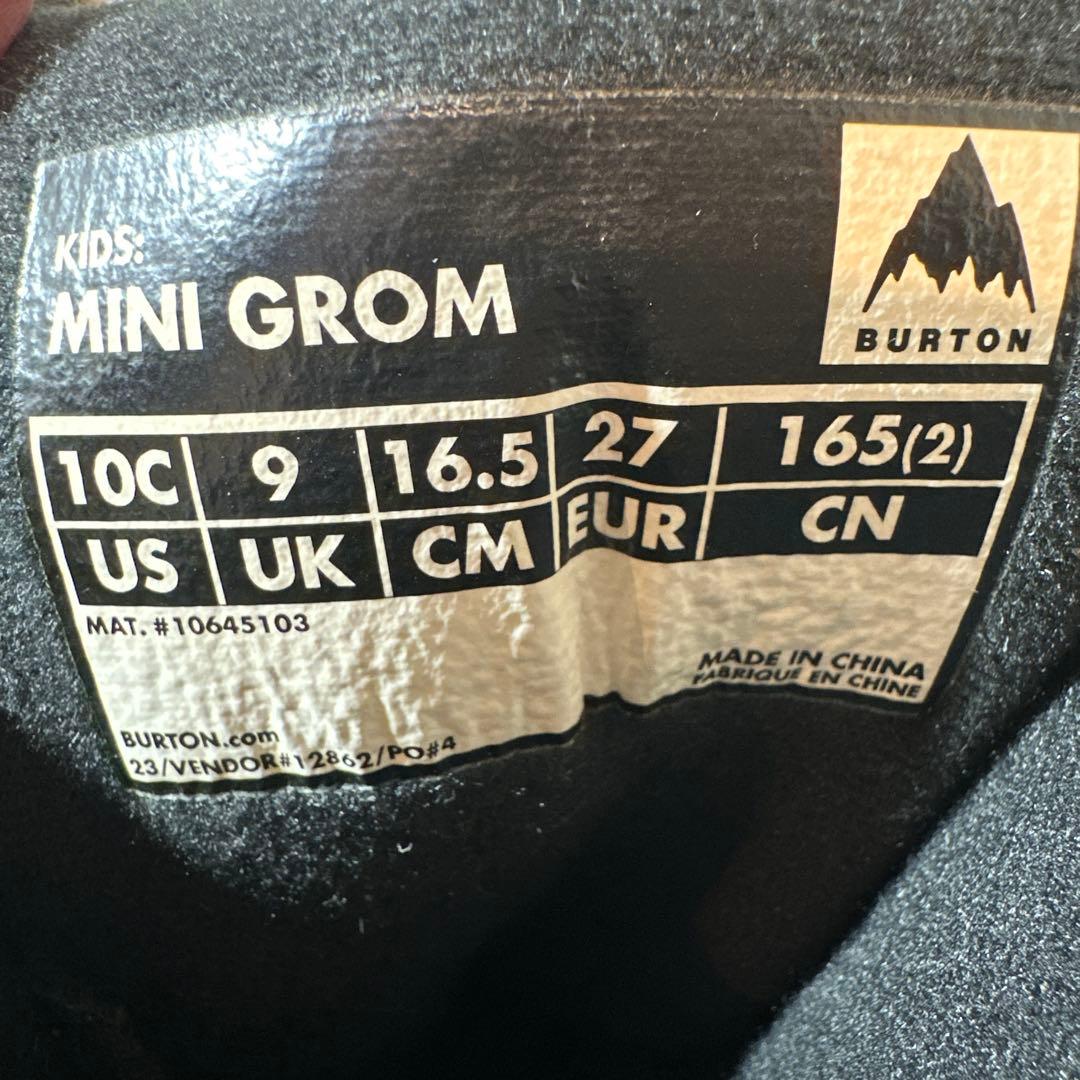 KIDS:
MINI GROM
BURTON
10C 9 16.5 27 165(2)
US UK CM EUR CN
MAT. #10645103
MADE IN CHINA
FABRIQUÉ EN CHINE
BURTON.com
23/VENDOR#12862/PO#4